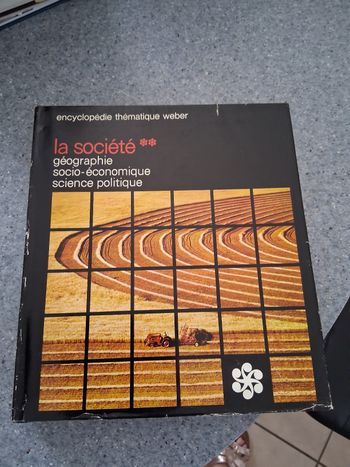 encyclopédie thématique weber
la société **
géographie
socio-économique
science politique